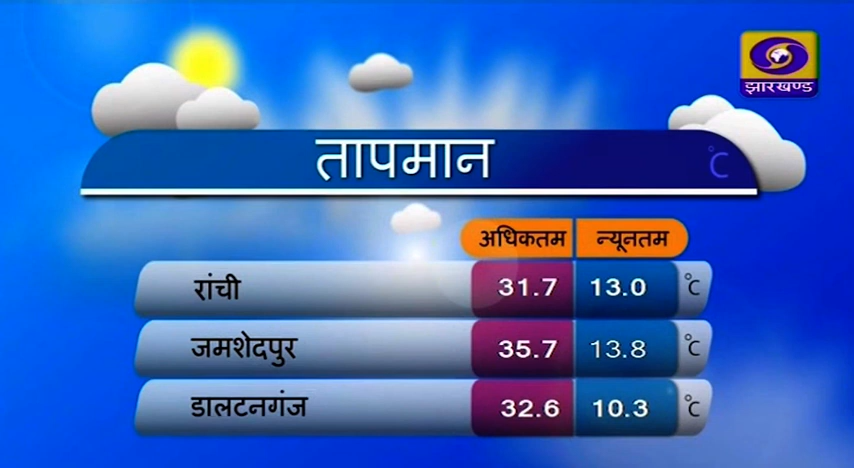 झारखण्ड
तापमान °C
अधिकतम न्यूनतम
रांची 31.7 13.0 °C
जमशेदपुर 35.7 13.8 °C
डालटनगंज 32.6 10.3 °C